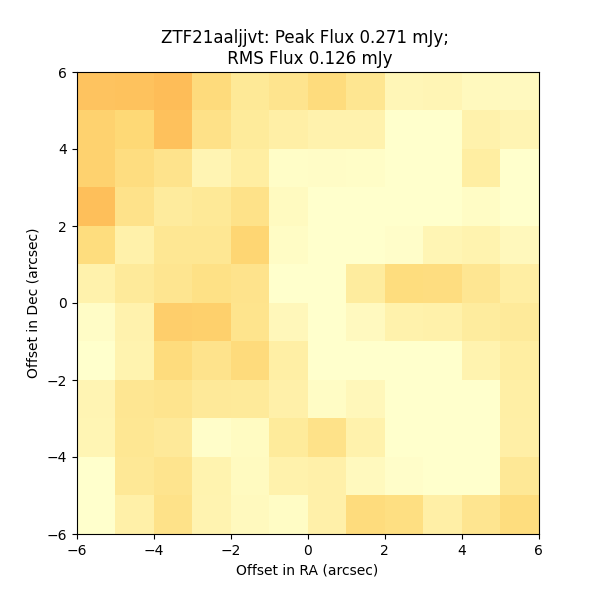 ZTF21aaljjvt: Peak Flux 0.271 mJy;
RMS Flux 0.126 mJy
6
4
2
0
−2
−4
−6
Offset in Dec (arcsec)
−6 −4 −2 0 2 4 6
Offset in RA (arcsec)